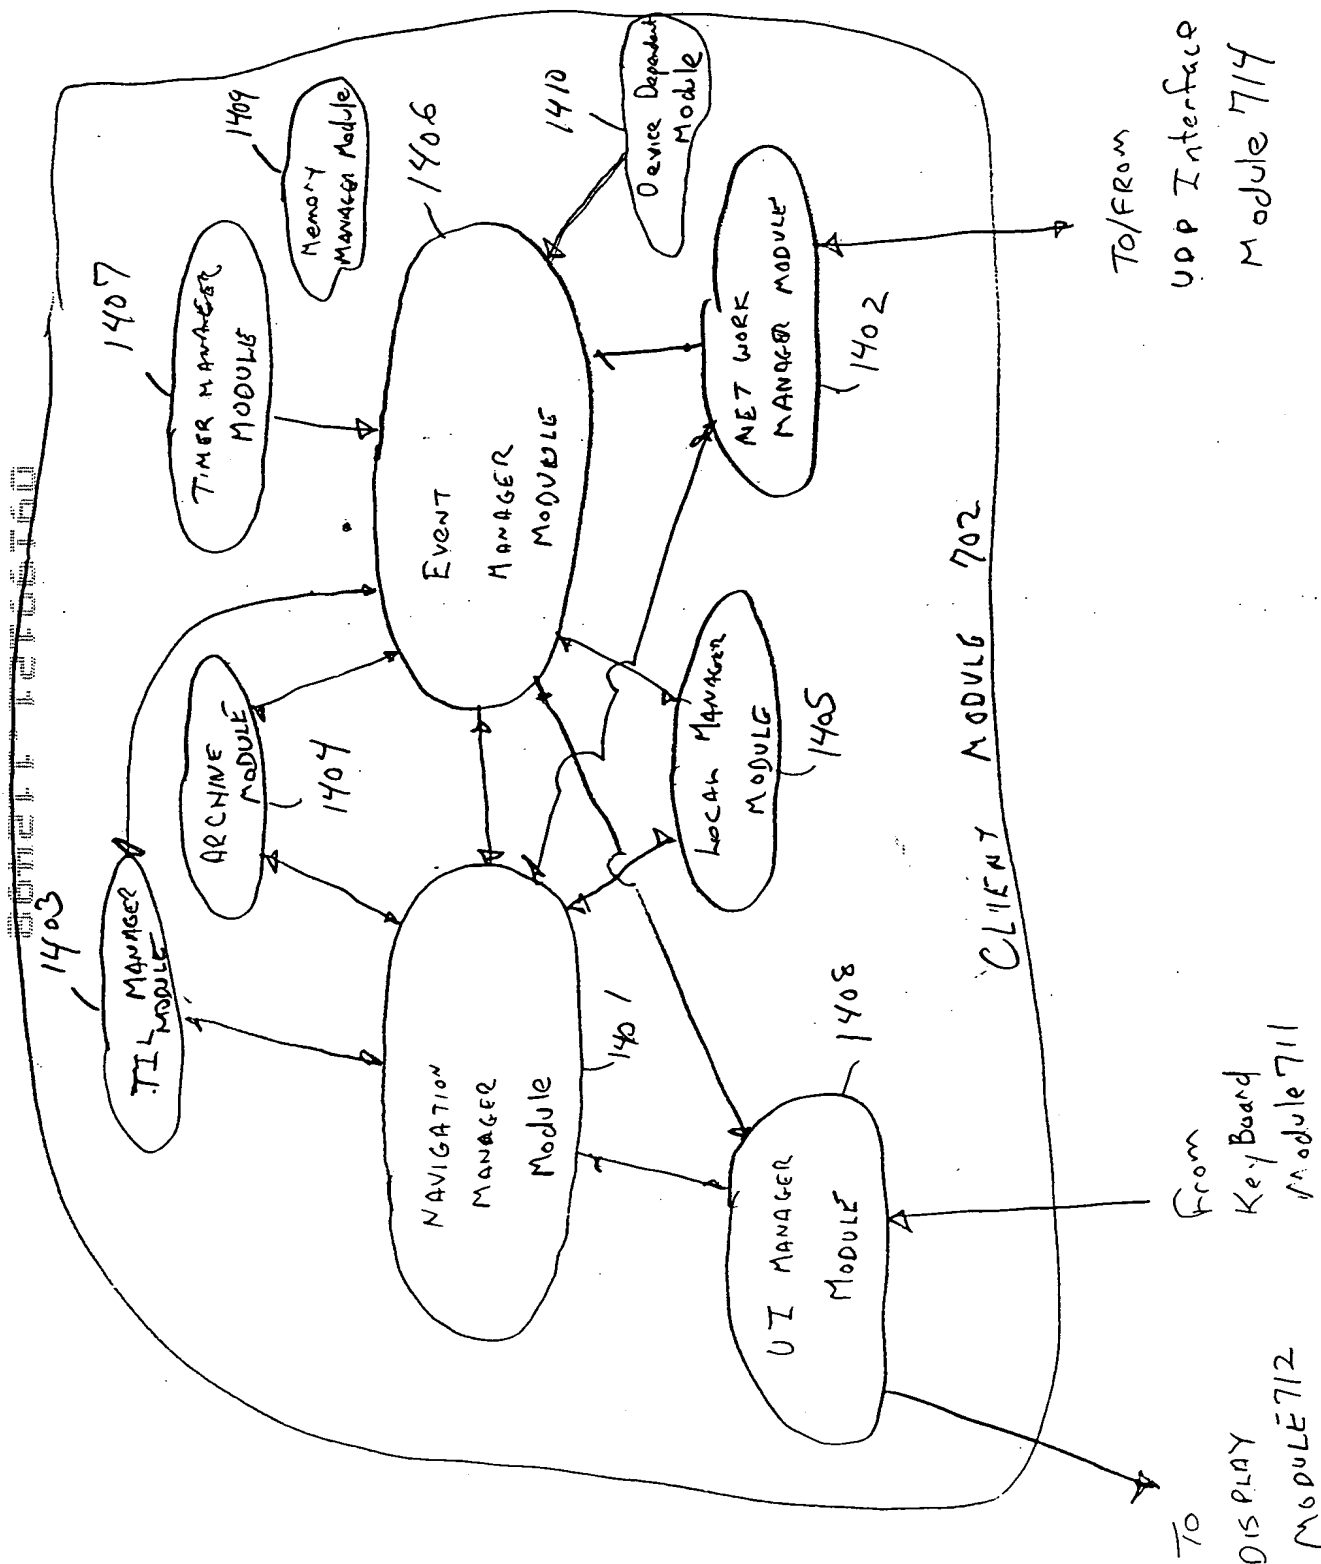 1403
TIL MANAGER
MODULE
ARCHINE
MODULE
1404
1407
TIMER MANAGER
MODULE
1409
Memory
MANAGER Module
1406
1410
Device Dependent
Module
EVENT
MANAGER
MODULE
NAVIGATION
MANAGER
Module
1401
LOCAL MANAGER
MODULE
1405
NET WORK
MANAGER MODULE
1402
UI MANAGER
MODULE
1408
CLIENT MODULE 702
To
DISPLAY
MODULE 712
From
KeyBoard
Module 711
TO/FROM
UDP Interface
Module 714